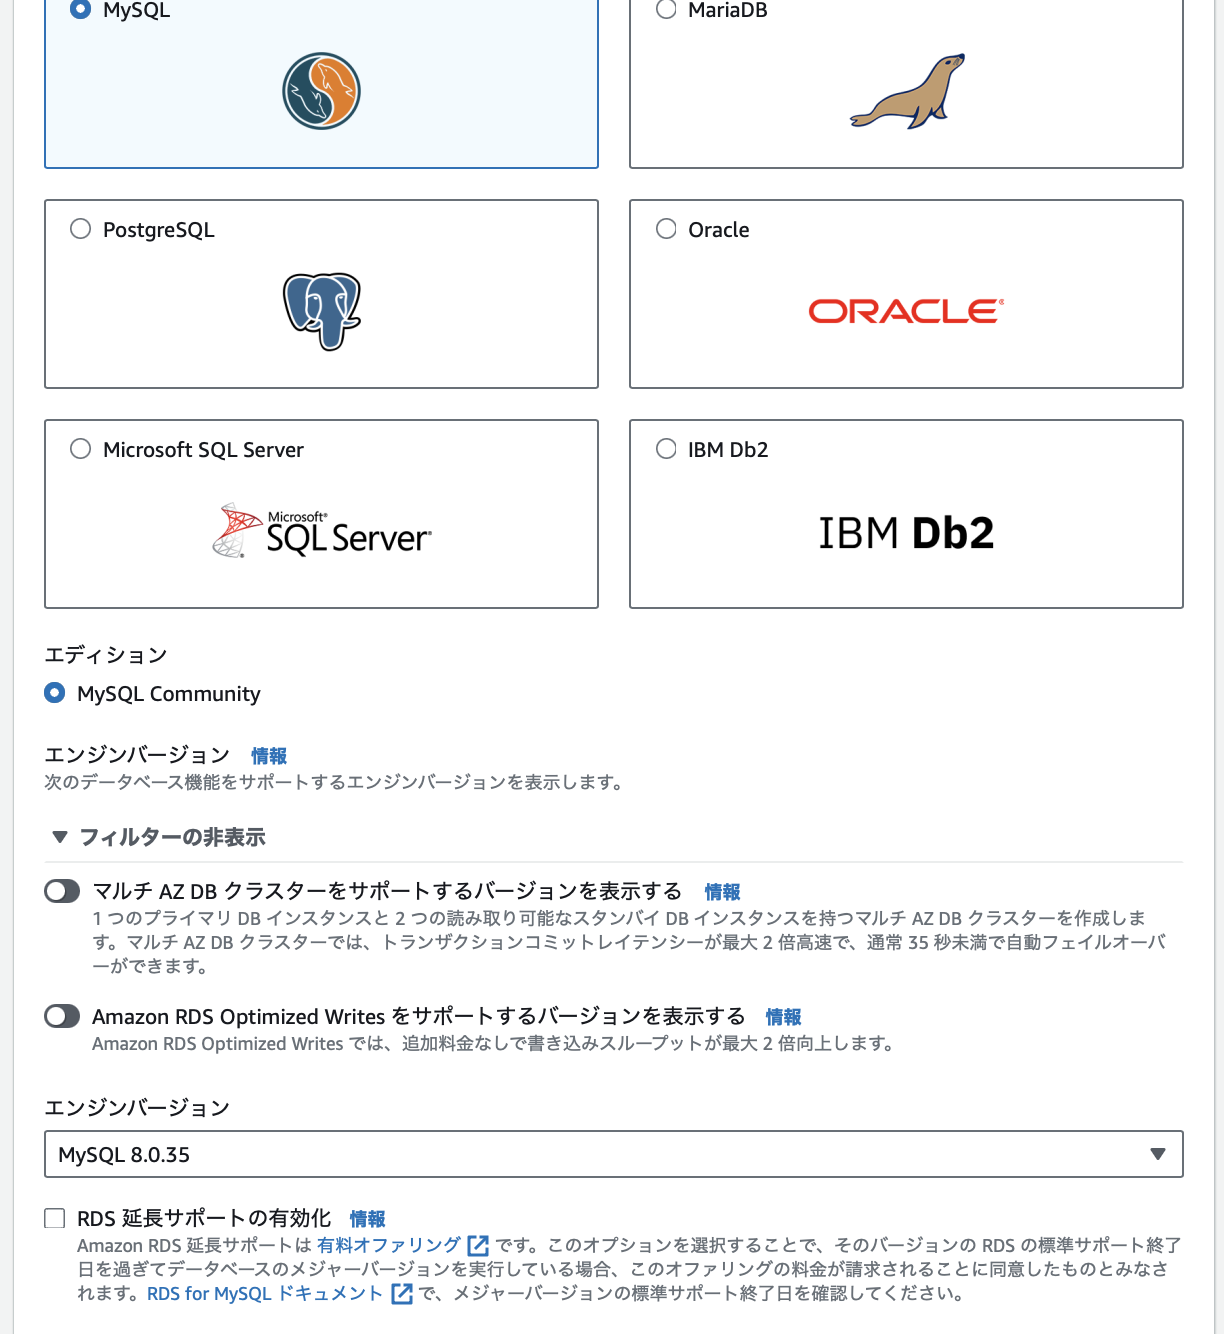 MySQL
MariaDB
PostgreSQL
Oracle
ORACLE®
Microsoft SQL Server
IBM Db2
Microsoft®
SQL Server®
IBM Db2
エディション
MySQL Community
エンジンバージョン 情報
次のデータベース機能をサポートするエンジンバージョンを表示します。
▼ フィルターの非表示
マルチ AZ DB クラスターをサポートするバージョンを表示する 情報
1 つのプライマリ DB インスタンスと 2 つの読み取り可能なスタンバイ DB インスタンスを持つマルチ AZ DB クラスターを作成しま
す。マルチ AZ DB クラスターでは、トランザクションコミットレイテンシーが最大 2 倍高速で、通常 35 秒未満で自動フェイルオーバ
ーができます。
Amazon RDS Optimized Writes をサポートするバージョンを表示する 情報
Amazon RDS Optimized Writes では、追加料金なしで書き込みスループットが最大 2 倍向上します。
エンジンバージョン
MySQL 8.0.35
RDS 延長サポートの有効化 情報
Amazon RDS 延長サポートは 有料オファリング です。このオプションを選択することで、そのバージョンの RDS の標準サポート終了
日を過ぎてデータベースのメジャーバージョンを実行している場合、このオファリングの料金が請求されることに同意したものとみなさ
れます。RDS for MySQL ドキュメント で、メジャーバージョンの標準サポート終了日を確認してください。